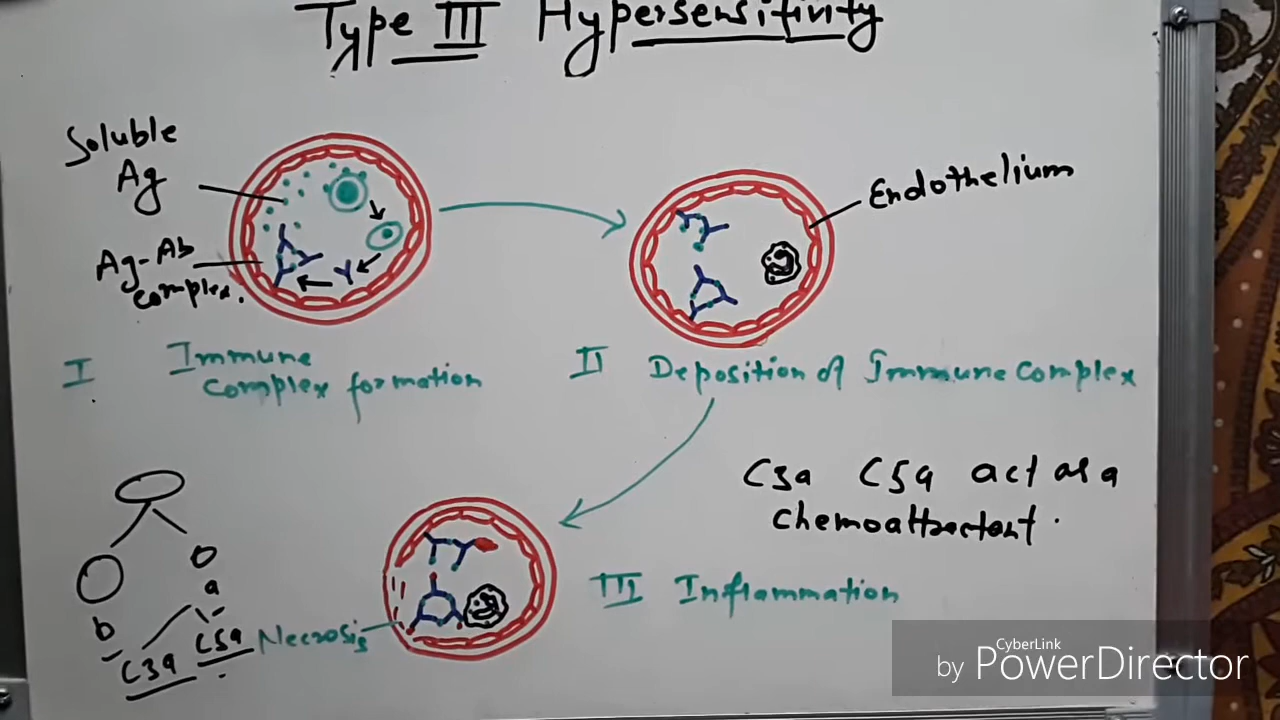 Type III Hypersensitivity
Soluble
Ag
Ag-Ab
complex.
Endothelium
I Immune
complex formation
II Deposition of Immune complex
C3a C5a act as a
chemoattractant.
a
b
C3a C5a
Necrosis
III Inflammation
CyberLink
by PowerDirector